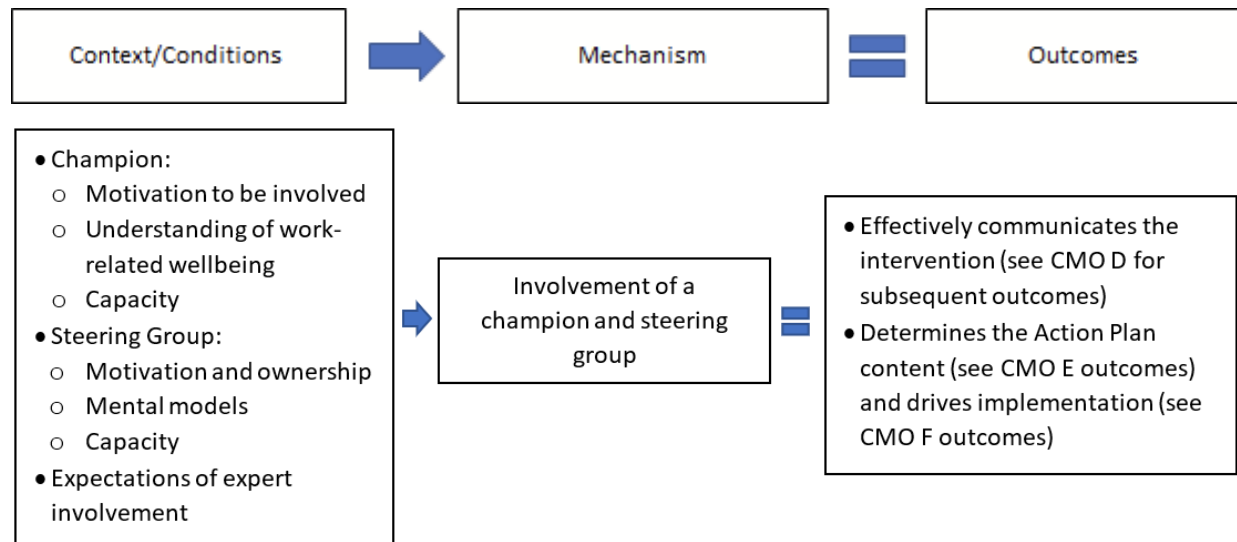 Context/Conditions
Mechanism
Outcomes
• Champion:
o Motivation to be involved
o Understanding of work-
related wellbeing
o Capacity
• Steering Group:
o Motivation and ownership
o Mental models
o Capacity
• Expectations of expert
involvement
Involvement of a
champion and steering
group
• Effectively communicates the
intervention (see CMO D for
subsequent outcomes)
• Determines the Action Plan
content (see CMO E outcomes)
and drives implementation (see
CMO F outcomes)